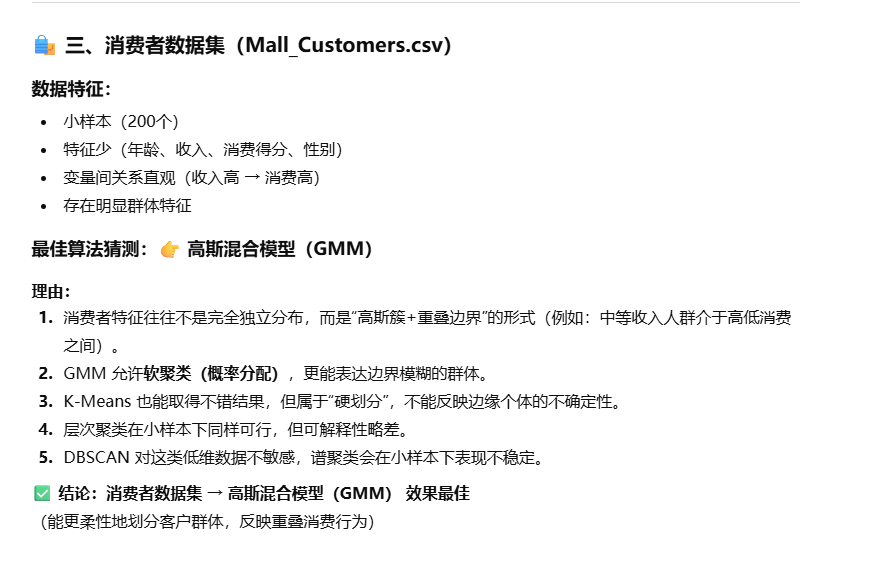 🛍️ 三、消费者数据集（Mall_Customers.csv）
数据特征：
• 小样本（200个）
• 特征少（年龄、收入、消费得分、性别）
• 变量间关系直观（收入高 → 消费高）
• 存在明显群体特征
最佳算法猜测：👉 高斯混合模型（GMM）
理由：
1. 消费者特征往往不是完全独立分布，而是“高斯簇+重叠边界”的形式（例如：中等收入人群介于高低消费
之间）。
2. GMM 允许软聚类（概率分配），更能表达边界模糊的群体。
3. K-Means 也能取得不错结果，但属于“硬划分”，不能反映边缘个体的不确定性。
4. 层次聚类在小样本下同样可行，但可解释性略差。
5. DBSCAN 对这类低维数据不敏感，谱聚类会在小样本下表现不稳定。
✅ 结论：消费者数据集 → 高斯混合模型（GMM） 效果最佳
（能更柔性地划分客户群体，反映重叠消费行为）